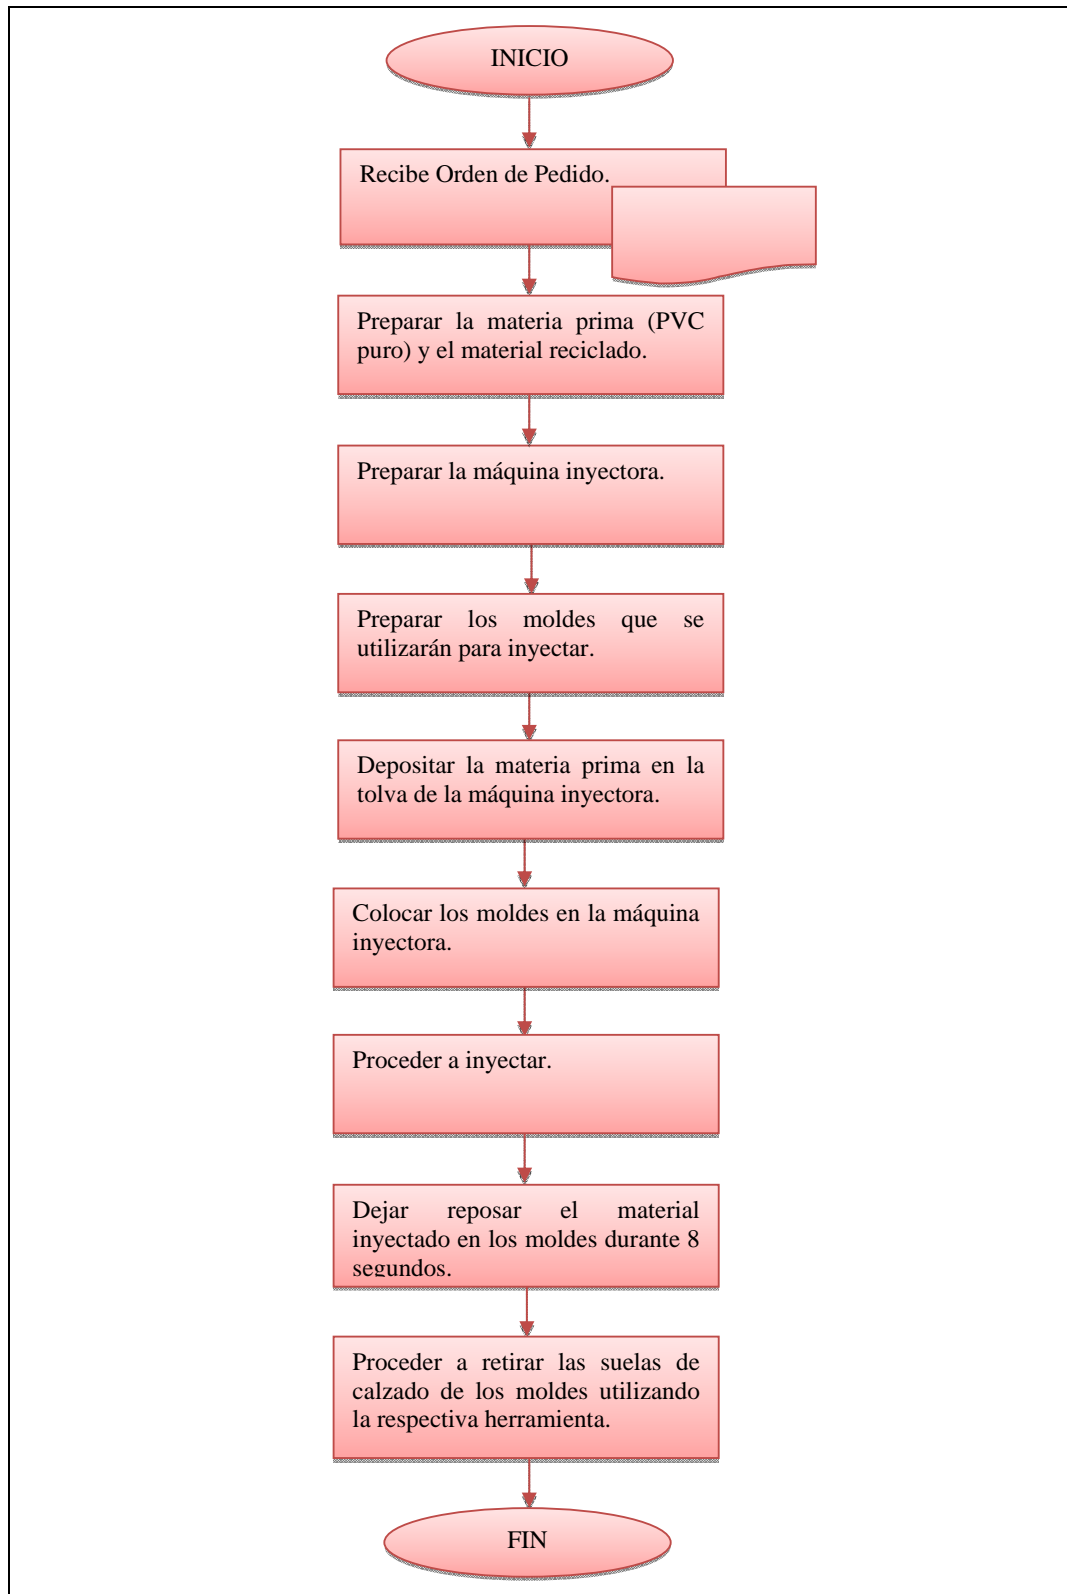 INICIO
Recibe Orden de Pedido.
Preparar la materia prima (PVC
puro) y el material reciclado.
Preparar la máquina inyectora.
Preparar los moldes que se
utilizarán para inyectar.
Depositar la materia prima en la
tolva de la máquina inyectora.
Colocar los moldes en la máquina
inyectora.
Proceder a inyectar.
Dejar reposar el material
inyectado en los moldes durante 8
segundos.
Proceder a retirar las suelas de
calzado de los moldes utilizando
la respectiva herramienta.
FIN